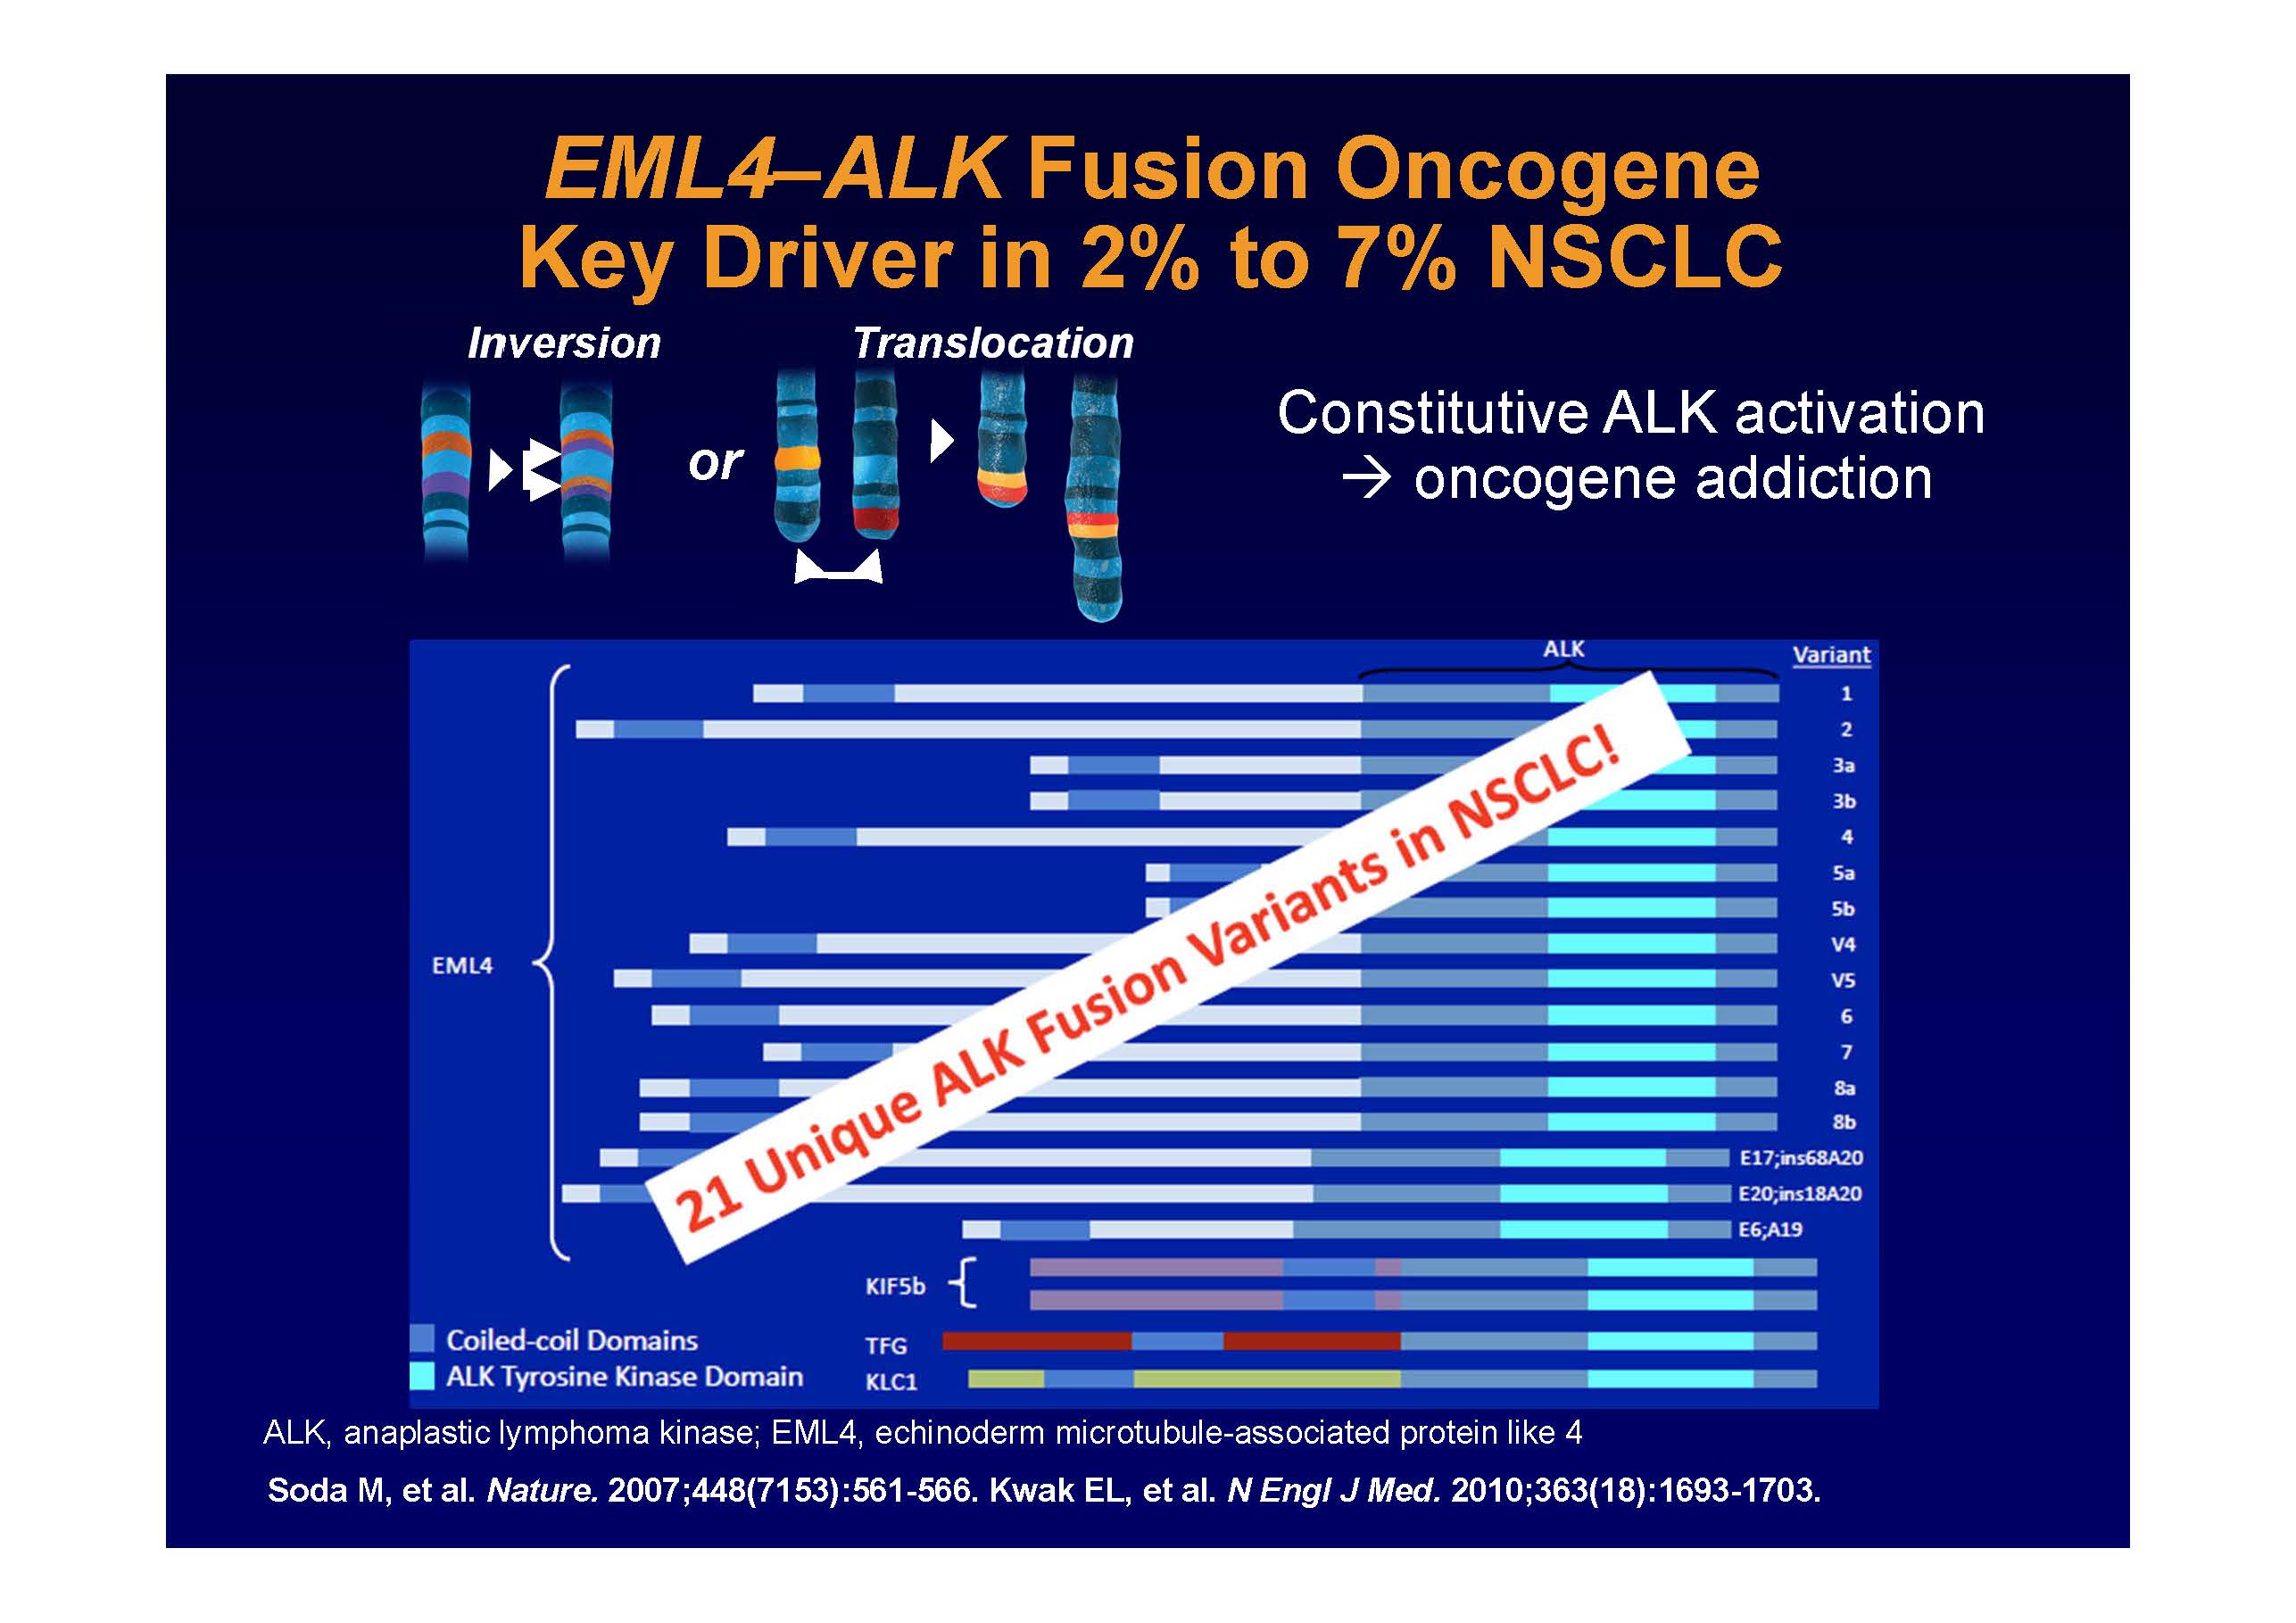 EML4–ALK Fusion Oncogene
Key Driver in 2% to 7% NSCLC
Inversion
or
Translocation
Constitutive ALK activation
→ oncogene addiction
ALK
Variant
1
2
3a
3b
4
5a
5b
V4
V5
6
7
8a
8b
E17;ins68A20
E20;ins18A20
E6;A19
EML4
21 Unique ALK Fusion Variants in NSCLC!
KIF5b
TFG
KLC1
Coiled-coil Domains
ALK Tyrosine Kinase Domain
ALK, anaplastic lymphoma kinase; EML4, echinoderm microtubule-associated protein like 4
Soda M, et al. Nature. 2007;448(7153):561-566. Kwak EL, et al. N Engl J Med. 2010;363(18):1693-1703.